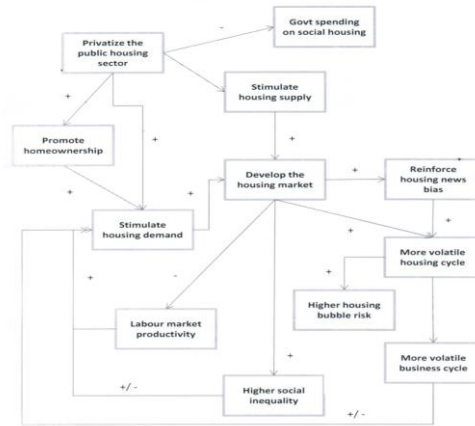 Privatize the
public housing
sector
-
Govt spending
on social housing
Stimulate
housing supply
+
+
+
Promote
homeownership
+
+
Develop the
housing market
+
Reinforce
housing news
bias
+
Stimulate
housing demand
+
+
More volatile
housing cycle
+
-
+
Higher housing
bubble risk
Labour market
productivity
+
More volatile
business cycle
+/-
Higher social
inequality
+/-